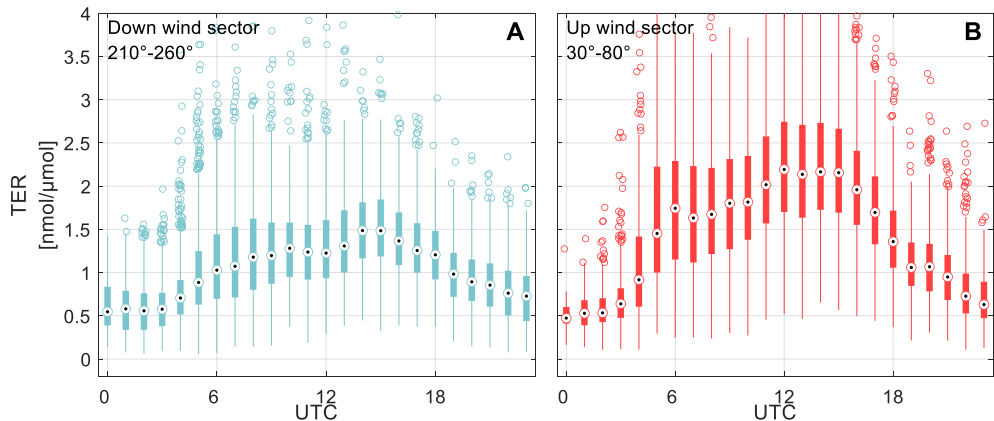 Down wind sector
210°-260°
A
Up wind sector
30°-80°
B
4
3.5
3
2.5
2
1.5
1
0.5
0
TER
[nmol/μmol]
0 6 12 18
UTC
0 6 12 18
UTC